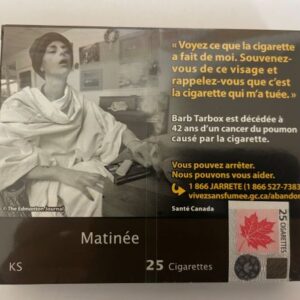 « Voyez ce que la cigarette
a fait de moi. Souvenez-
vous de ce visage et
rappelez-vous que c'est
la cigarette qui m'a tuée. »
Barb Tarbox est décédée à
42 ans d'un cancer du poumon
causé par la cigarette.
Vous pouvez arrêter.
Nous pouvons vous aider.
1 866 JARRETE (1 866 527-7383
vivezsansfumee.gc.ca/abandon
© The Edmonton Journal
Santé Canada
Matinée
KS
25 Cigarettes
25 CIGARETTES